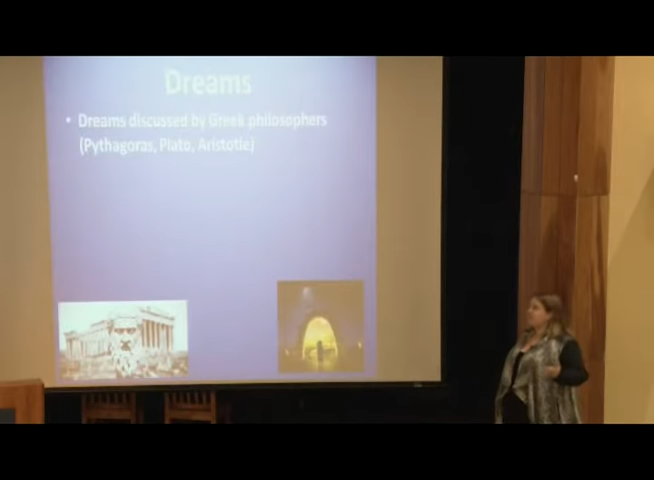 Dreams
• Dreams discussed by Greek philosophers
(Pythagoras, Plato, Aristotle)